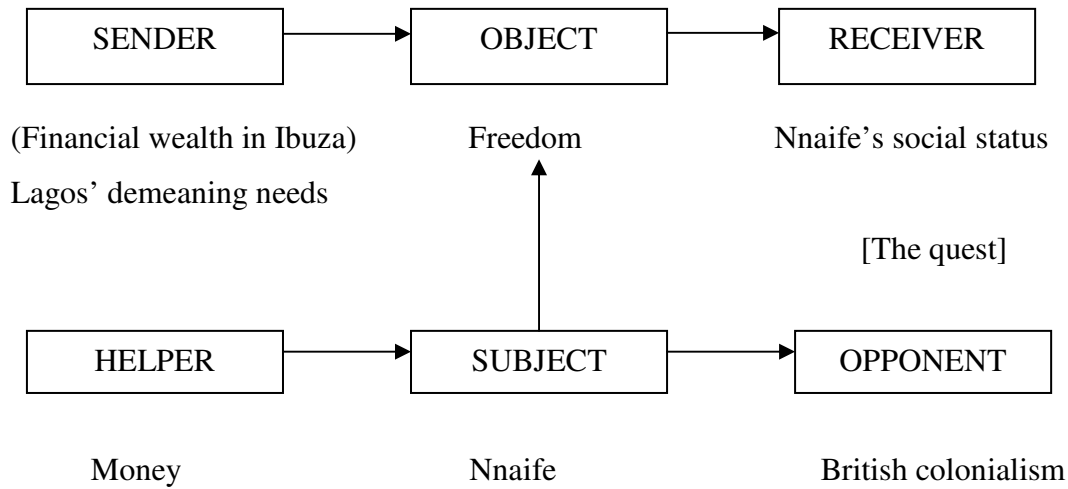 SENDER OBJECT RECEIVER
(Financial wealth in Ibuza) Freedom Nnaife’s social status
Lagos’ demeaning needs
[The quest]
HELPER SUBJECT OPPONENT
Money Nnaife British colonialism